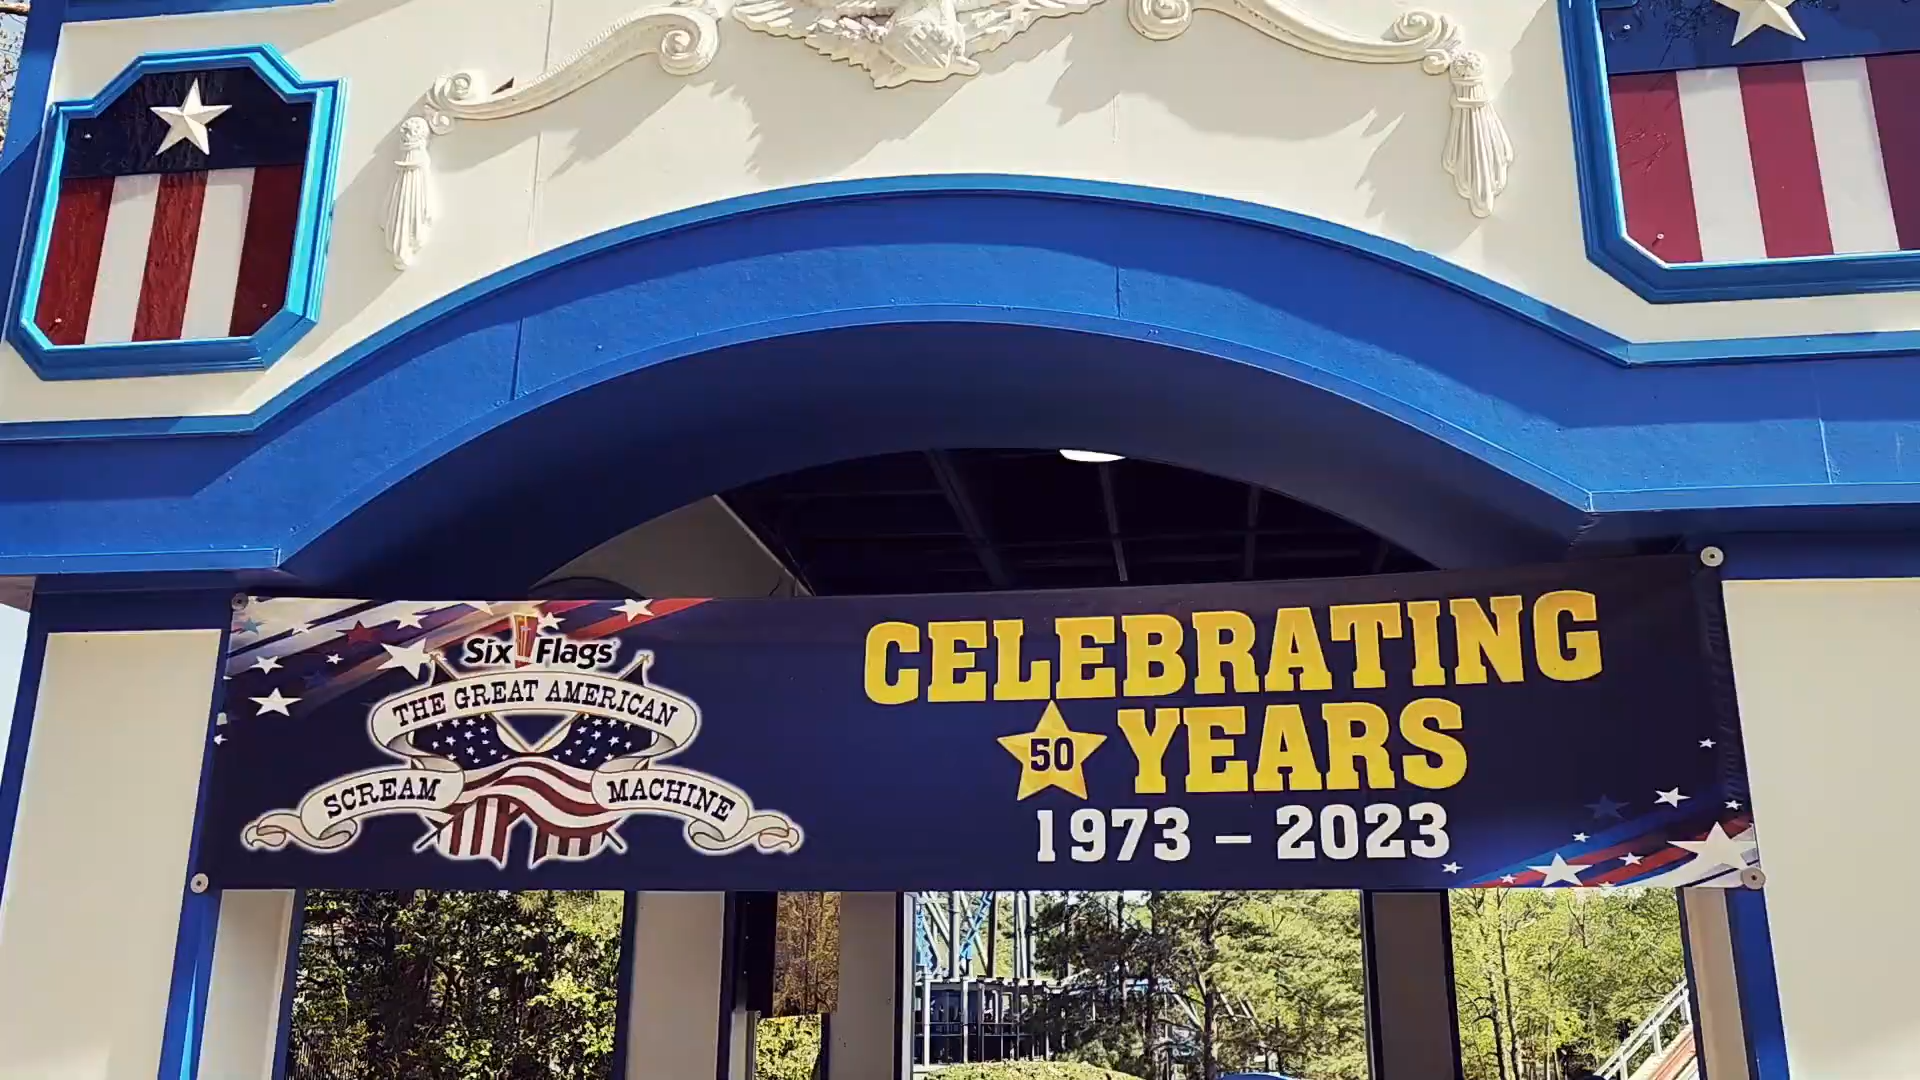 Six Flags
THE GREAT AMERICAN
SCREAM MACHINE
CELEBRATING
50 YEARS
1973 – 2023